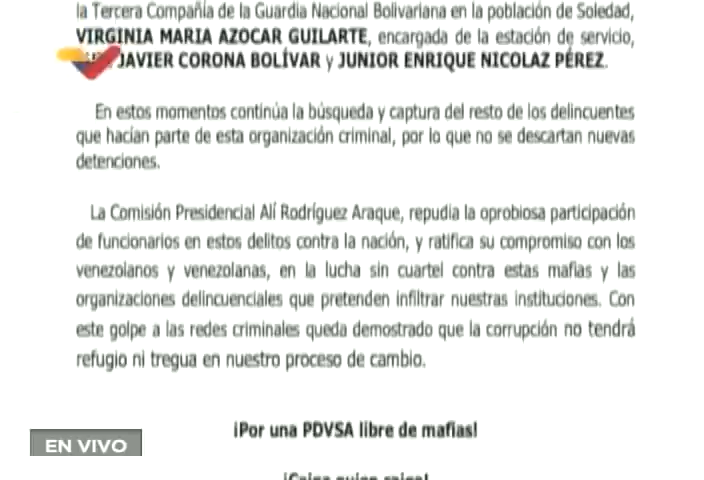 la Tercera Compañía de la Guardia Nacional Bolivariana en la población de Soledad,
VIRGINIA MARIA AZOCAR GUILARTE, encargada de la estación de servicio,
JAVIER CORONA BOLÍVAR y JUNIOR ENRIQUE NICOLAZ PÉREZ.
En estos momentos continúa la búsqueda y captura del resto de los delincuentes
que hacían parte de esta organización criminal, por lo que no se descartan nuevas
detenciones.
La Comisión Presidencial Alí Rodríguez Araque, repudia la oprobiosa participación
de funcionarios en estos delitos contra la nación, y ratifica su compromiso con los
venezolanos y venezolanas, en la lucha sin cuartel contra estas mafias y las
organizaciones delincuenciales que pretenden infiltrar nuestras instituciones. Con
este golpe a las redes criminales queda demostrado que la corrupción no tendrá
refugio ni tregua en nuestro proceso de cambio.
¡Por una PDVSA libre de mafias!
EN VIVO